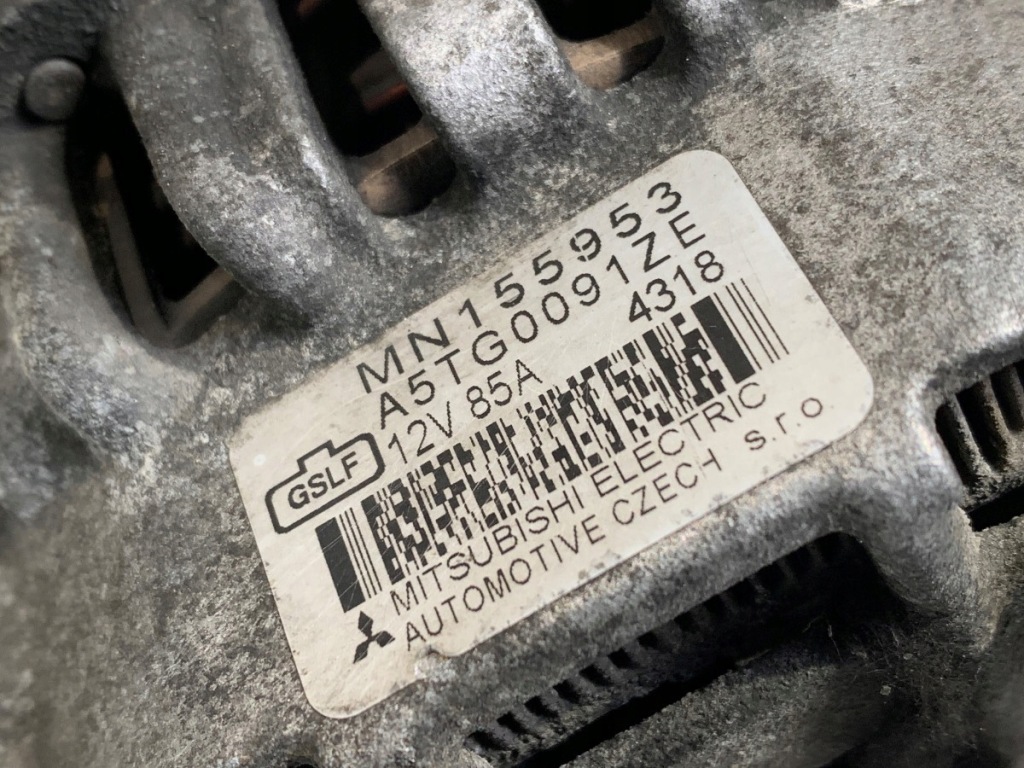 MN155953
A5TG0091ZE
12V 85A 4318
GSLF
MITSUBISHI ELECTRIC
AUTOMOTIVE CZECH s.r.o.